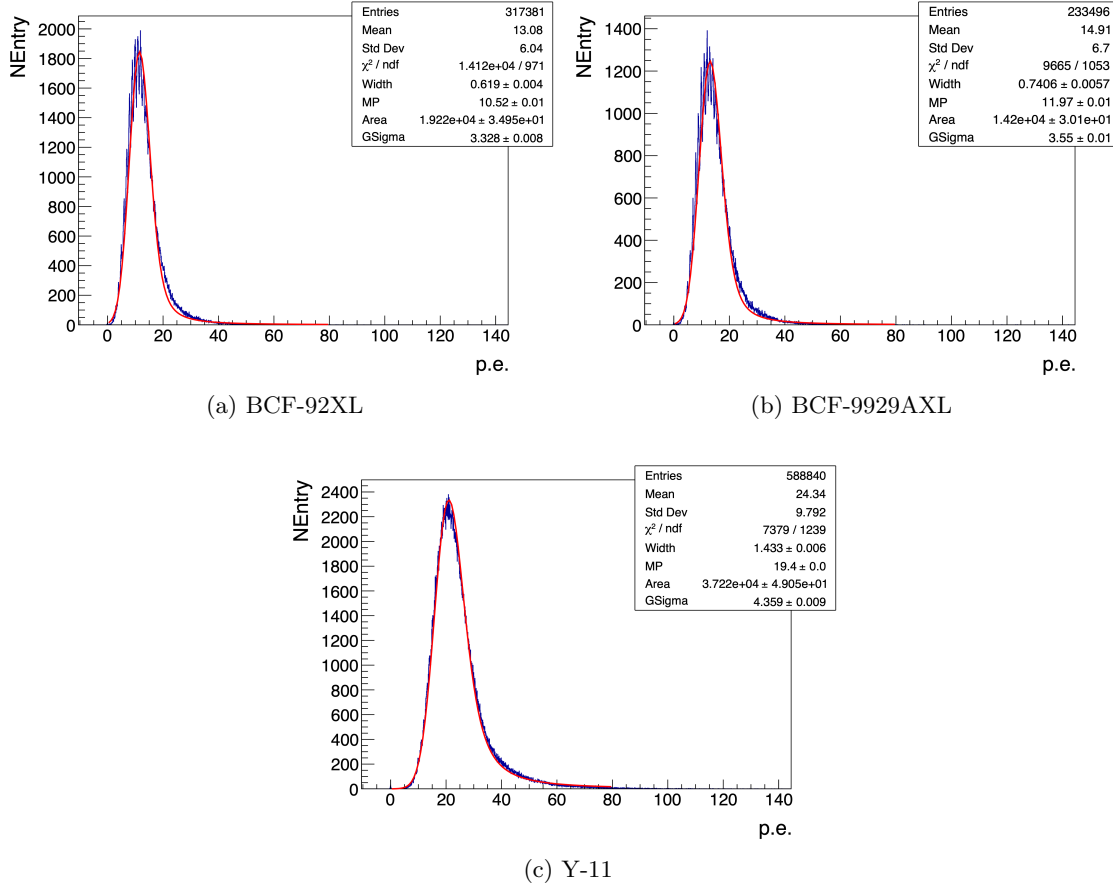 Entries 317381
Mean 13.08
Std Dev 6.04
χ² / ndf 1.412e+04 / 971
Width 0.619 ± 0.004
MP 10.52 ± 0.01
Area 1.922e+04 ± 3.495e+01
GSigma 3.328 ± 0.008
NEntry
2000
1800
1600
1400
1200
1000
800
600
400
200
0
0 20 40 60 80 100 120 140
p.e.
(a) BCF-92XL
Entries 233496
Mean 14.91
Std Dev 6.7
χ² / ndf 9665 / 1053
Width 0.7406 ± 0.0057
MP 11.97 ± 0.01
Area 1.42e+04 ± 3.01e+01
GSigma 3.55 ± 0.01
NEntry
1400
1200
1000
800
600
400
200
0
0 20 40 60 80 100 120 140
p.e.
(b) BCF-9929AXL
Entries 588840
Mean 24.34
Std Dev 9.792
χ² / ndf 7379 / 1239
Width 1.433 ± 0.006
MP 19.4 ± 0.0
Area 3.722e+04 ± 4.905e+01
GSigma 4.359 ± 0.009
NEntry
2400
2200
2000
1800
1600
1400
1200
1000
800
600
400
200
0
0 20 40 60 80 100 120 140
p.e.
(c) Y-11